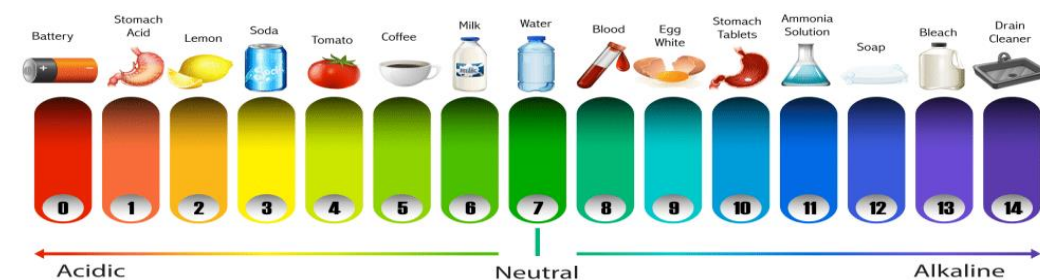 Battery
Stomach
Acid
Lemon
Soda
Tomato
Coffee
Milk
Water
Blood
Egg
White
Stomach
Tablets
Ammonia
Solution
Soap
Bleach
Drain
Cleaner
0 1 2 3 4 5 6 7 8 9 10 11 12 13 14
Acidic
Neutral
Alkaline